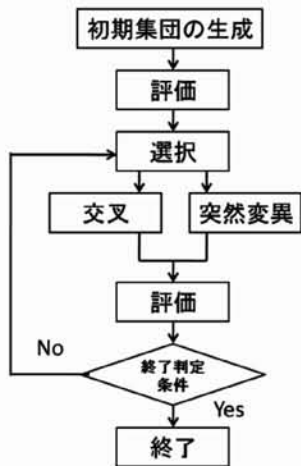 初期集団の生成
評価
選択
交叉
突然変異
評価
No
終了判定
条件
Yes
終了